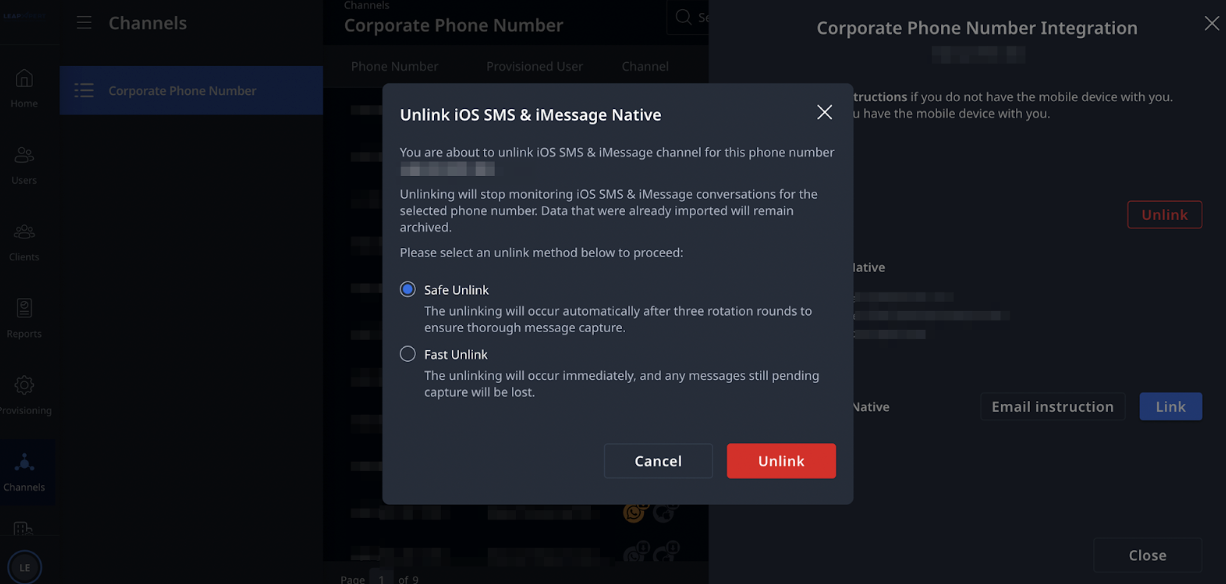 Channels
Home
Users
Clients
Reports
Provisioning
Channels
LE
Corporate Phone Number
Channels
Corporate Phone Number
Phone Number
Provisioned User
Channel
Page 1 of 9
Corporate Phone Number Integration
structions if you do not have the mobile device with you.
u have the mobile device with you.
Unlink
Native
Native
Email instruction
Link
Close
Unlink iOS SMS & iMessage Native
You are about to unlink iOS SMS & iMessage channel for this phone number
Unlinking will stop monitoring iOS SMS & iMessage conversations for the
selected phone number. Data that were already imported will remain
archived.
Please select an unlink method below to proceed:
Safe Unlink
The unlinking will occur automatically after three rotation rounds to
ensure thorough message capture.
Fast Unlink
The unlinking will occur immediately, and any messages still pending
capture will be lost.
Cancel
Unlink